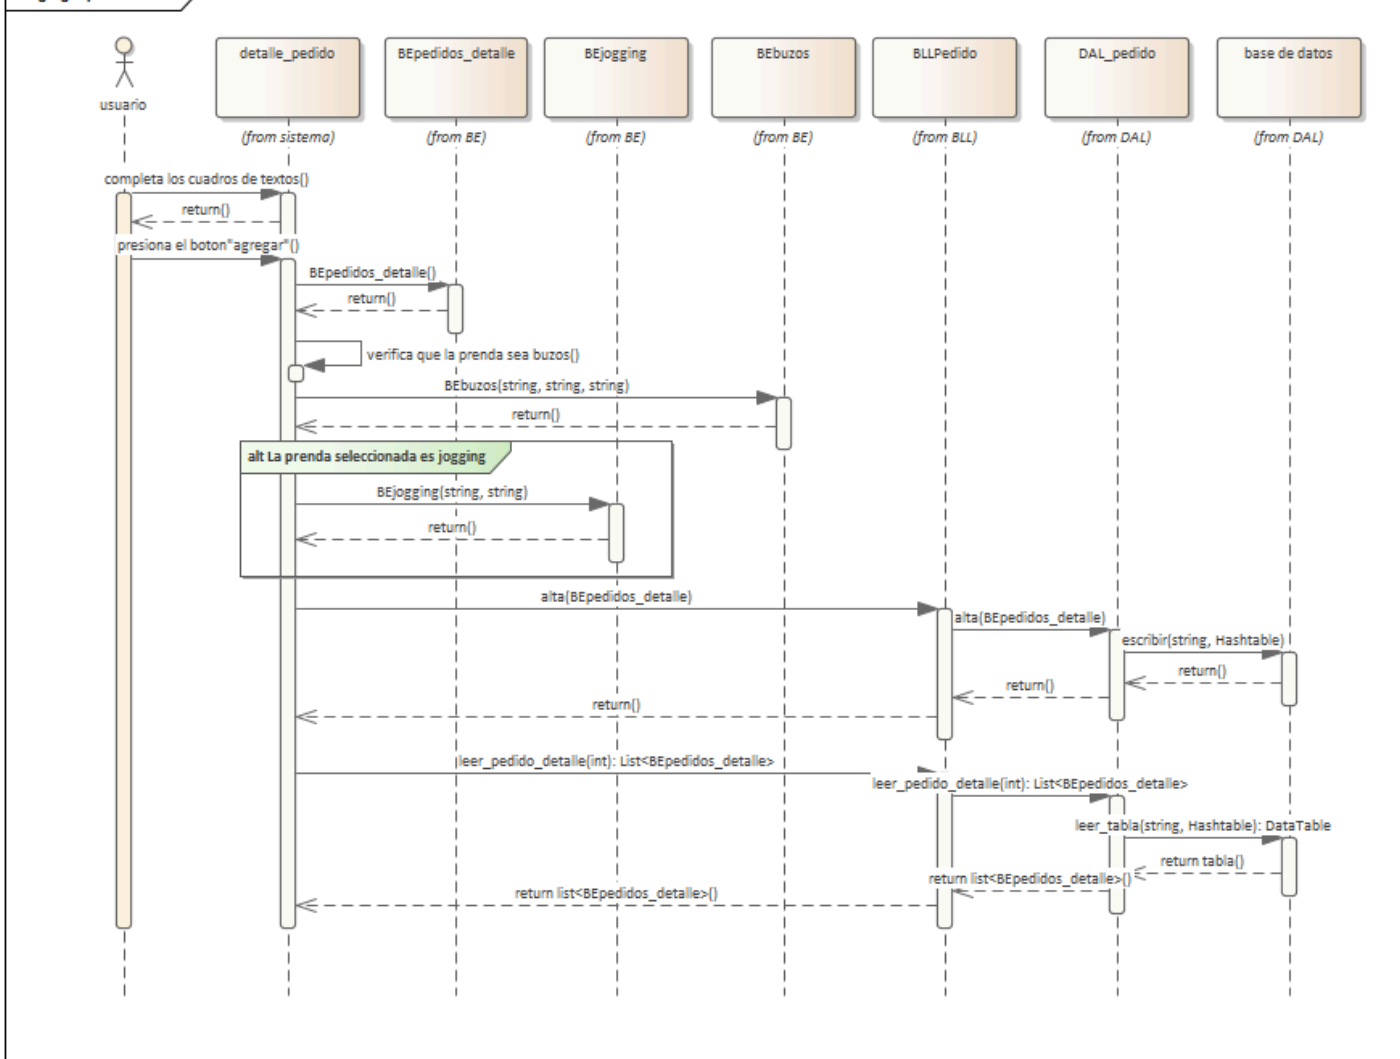 usuario
detalle_pedido
BEpedidos_detalle
BEjogging
BEbuzos
BLLPedido
DAL_pedido
base de datos
(from sistema)
(from BE)
(from BE)
(from BE)
(from BLL)
(from DAL)
(from DAL)
completa los cuadros de textos()
return()
presiona el boton"agregar"()
BEpedidos_detalle()
return()
verifica que la prenda sea buzos()
BEbuzos(string, string, string)
return()
alt La prenda seleccionada es jogging
BEjogging(string, string)
return()
alta(BEpedidos_detalle)
alta(BEpedidos_detalle)
escribir(string, Hashtable)
return()
return()
return()
leer_pedido_detalle(int): List<BEpedidos_detalle>
leer_pedido_detalle(int): List<BEpedidos_detalle>
leer_tabla(string, Hashtable): DataTable
return tabla()
return list<BEpedidos_detalle>()
return list<BEpedidos_detalle>()